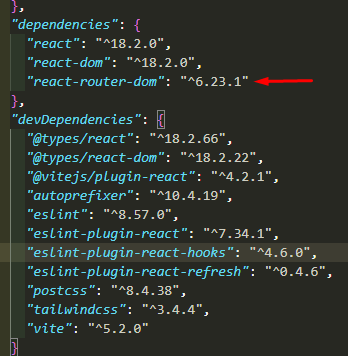 },
"dependencies": {
"react": "^18.2.0",
"react-dom": "^18.2.0",
"react-router-dom": "^6.23.1"
},
"devDependencies": {
"@types/react": "^18.2.66",
"@types/react-dom": "^18.2.22",
"@vitejs/plugin-react": "^4.2.1",
"autoprefixer": "^10.4.19",
"eslint": "^8.57.0",
"eslint-plugin-react": "^7.34.1",
"eslint-plugin-react-hooks": "^4.6.0",
"eslint-plugin-react-refresh": "^0.4.6",
"postcss": "^8.4.38",
"tailwindcss": "^3.4.4",
"vite": "^5.2.0"
}